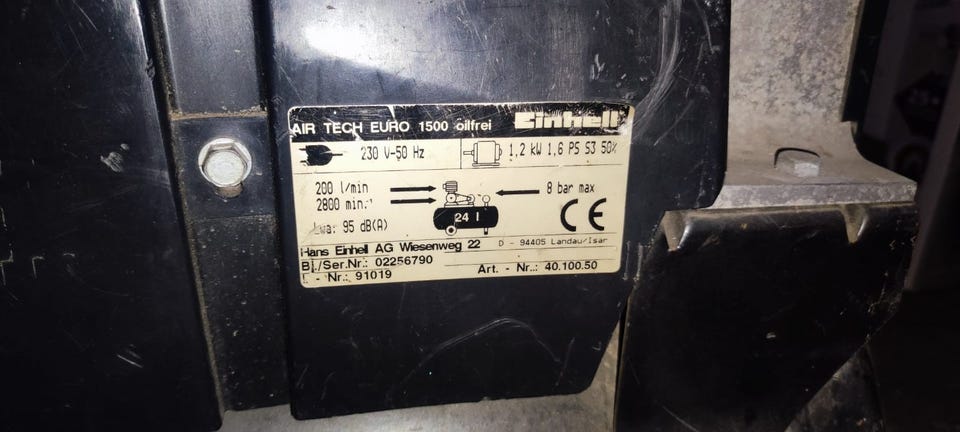 AIR TECH EURO 1500 oilfrei Einhell
230 V-50 Hz 1,2 kW 1,6 PS S3 50%
200 l/min 8 bar max
2800 min.⁻¹ 24 l
Lwa: 95 dB(A) CE
Hans Einhell AG Wiesenweg 22 D - 94405 Landau/Isar
Bj./Ser.Nr.: 02256790
I. - Nr.: 91019 Art. - Nr.: 40.100.50